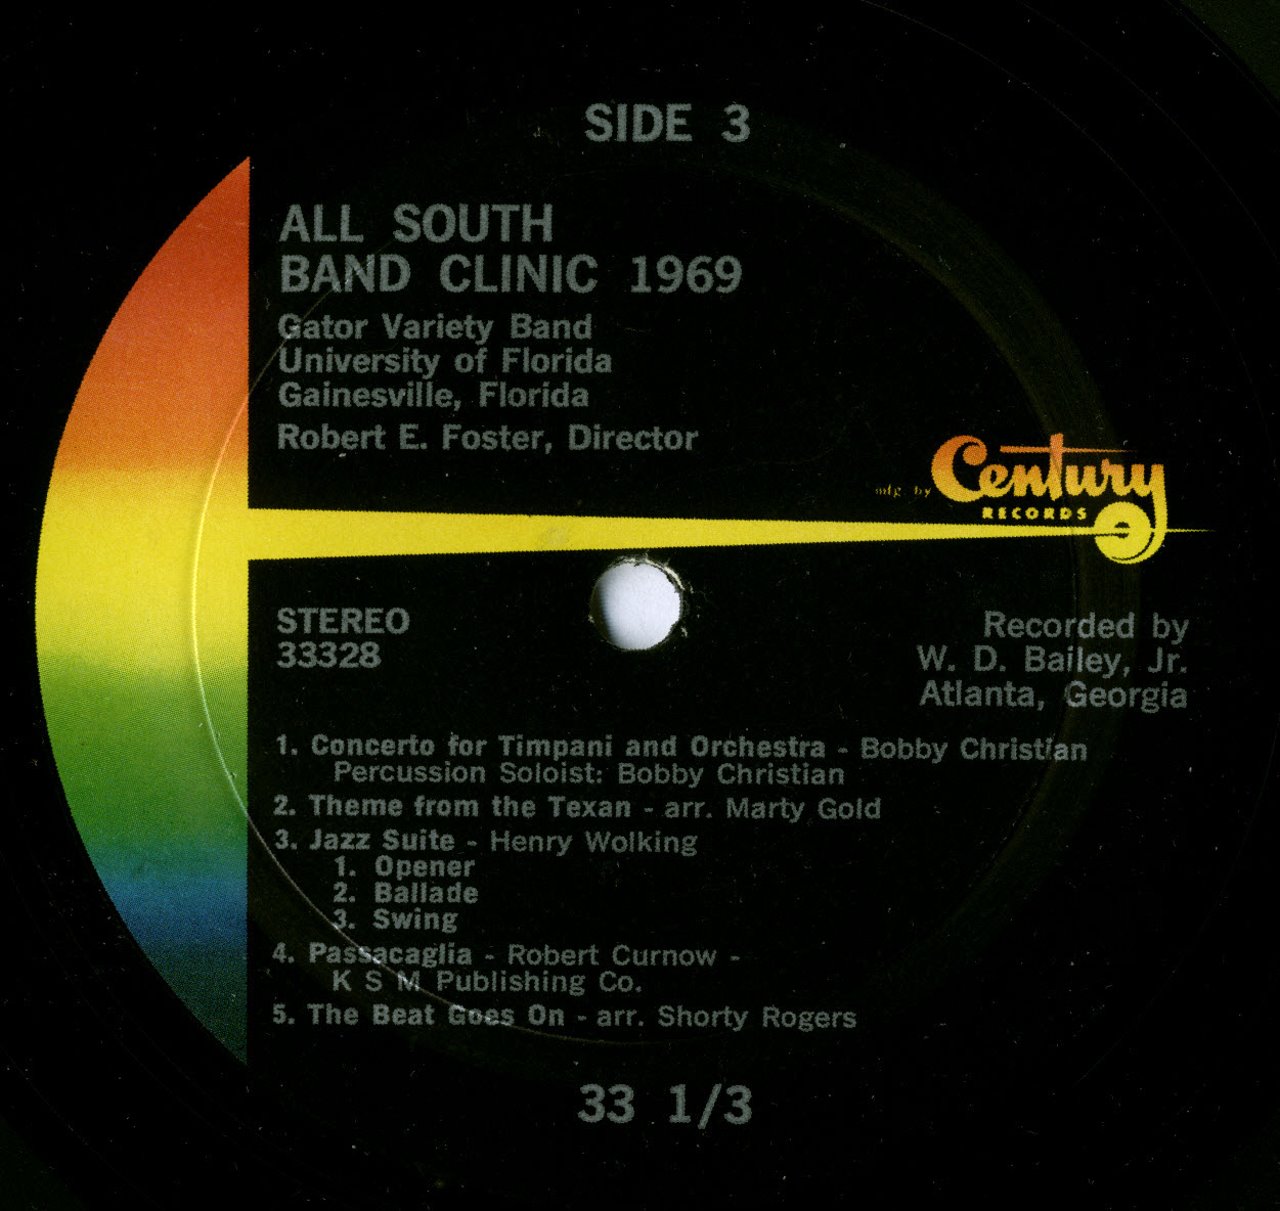 SIDE 3
ALL SOUTH
BAND CLINIC 1969
Gator Variety Band
University of Florida
Gainesville, Florida
Robert E. Foster, Director
mfg. by Century
RECORDS
STEREO
33328
Recorded by
W. D. Bailey, Jr.
Atlanta, Georgia
1. Concerto for Timpani and Orchestra - Bobby Christian
Percussion Soloist: Bobby Christian
2. Theme from the Texan - arr. Marty Gold
3. Jazz Suite - Henry Wolking
1. Opener
2. Ballade
3. Swing
4. Passacaglia - Robert Curnow -
K S M Publishing Co.
5. The Beat Goes On - arr. Shorty Rogers
33 1/3